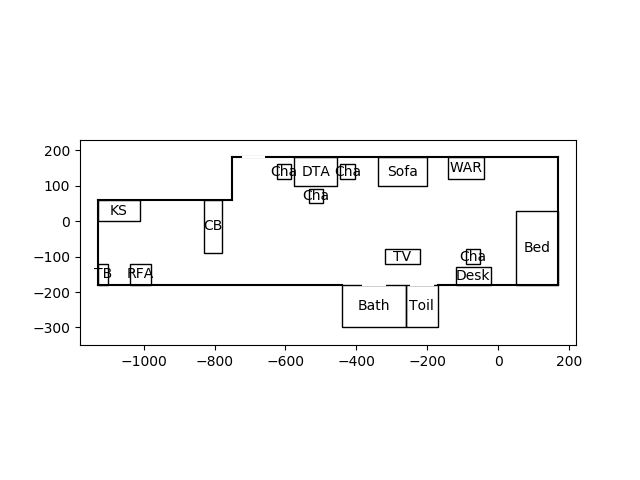 200
100
0
−100
−200
−300
Cha DTA Cha Sofa WAR
Cha
KS
CB
Bed
TB RFA
TV Cha
Desk
Bath Toil
−1000 −800 −600 −400 −200 0 200